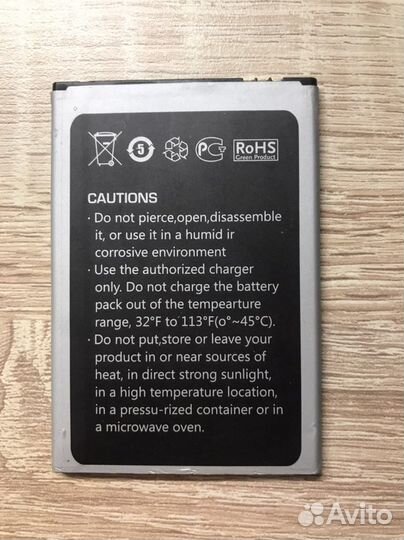 5
PC
RoHS
Green Product
CAUTIONS
· Do not pierce,open,disassemble
it, or use it in a humid ir
corrosive environment
· Use the authorized charger
only. Do not charge the battery
pack out of the tempearture
range, 32°F to 113°F(o°~45°C).
· Do not put,store or leave your
product in or near sources of
heat, in direct strong sunlight,
in a high temperature location,
in a pressu-rized container or in
a microwave oven.
Avito